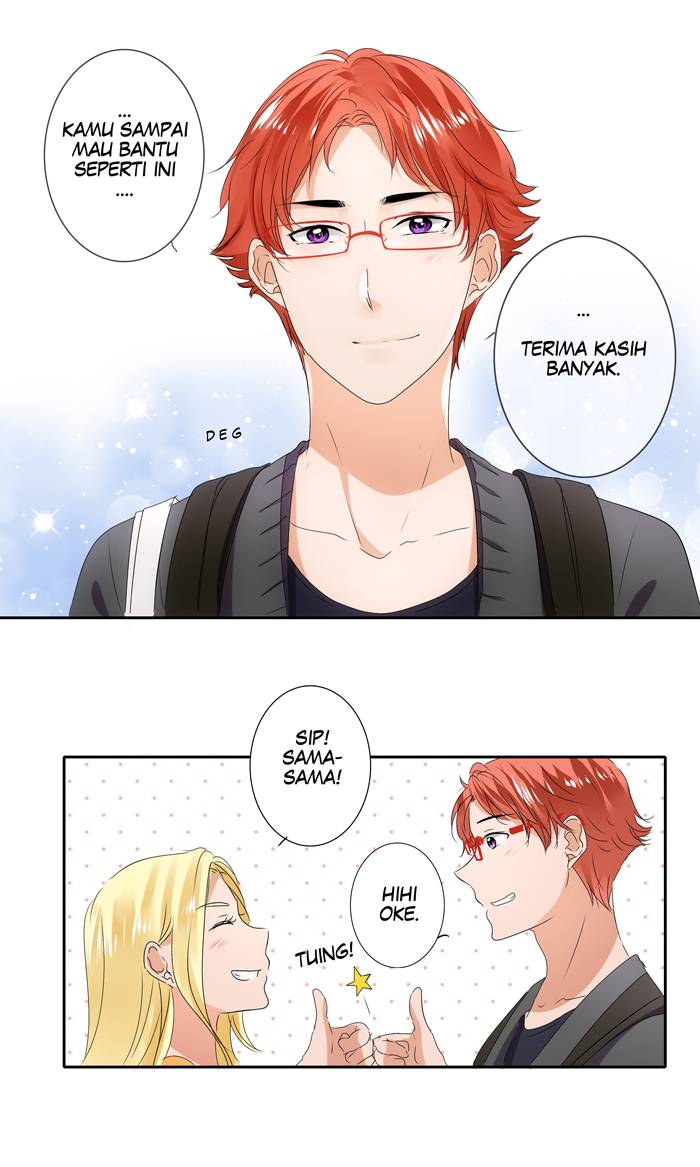 ...
KAMU SAMPAI
MAU BANTU
SEPERTI INI
....
...
TERIMA KASIH
BANYAK.
DEG
SIP!
SAMA-
SAMA!
HIHI
OKE.
TUING!